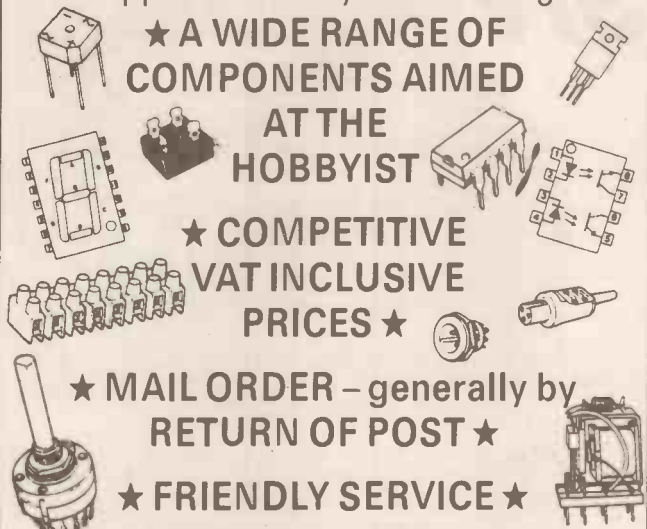 ★ A WIDE RANGE OF
COMPONENTS AIMED
AT THE
HOBBYIST
★ COMPETITIVE
VAT INCLUSIVE
PRICES ★
★ MAIL ORDER – generally by
RETURN OF POST ★
★ FRIENDLY SERVICE ★